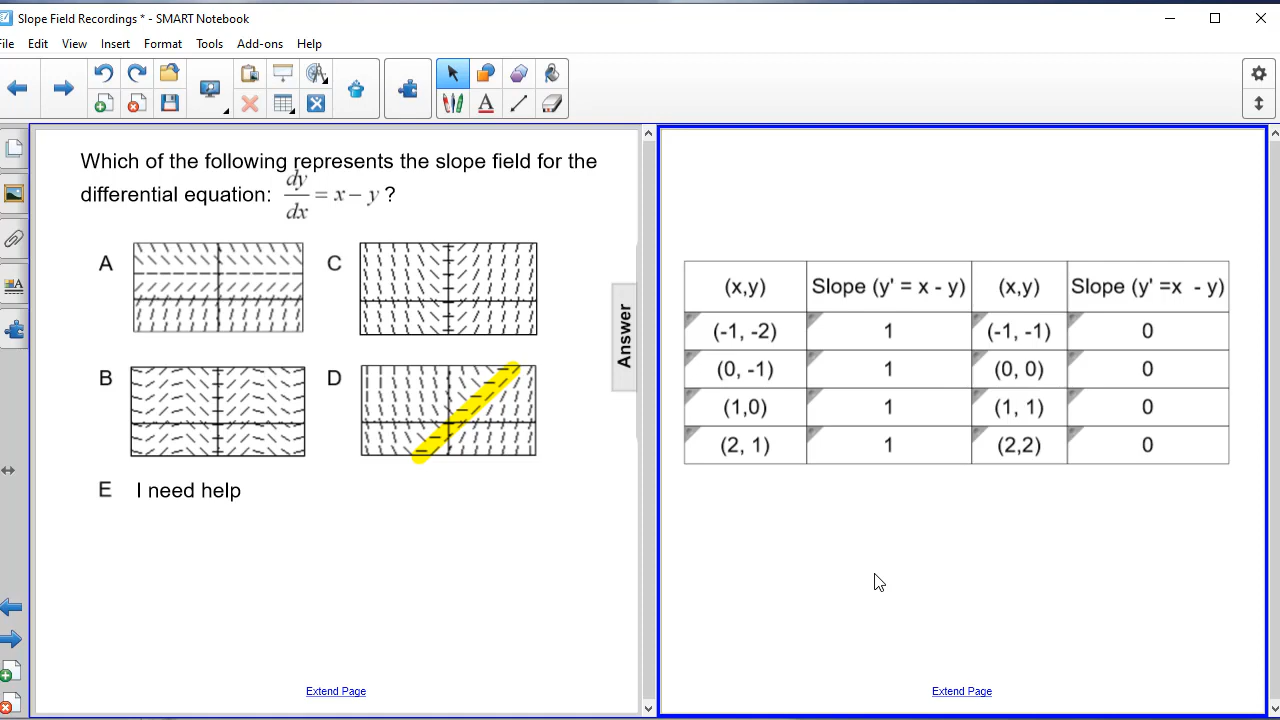 Slope Field Recordings * - SMART Notebook
File Edit View Insert Format Tools Add-ons Help
Which of the following represents the slope field for the
differential equation: dy/dx = x − y ?
A
C
B
D
E I need help
Answer
Extend Page
(x,y) Slope (y' = x - y) (x,y) Slope (y' =x - y)
(-1, -2) 1 (-1, -1) 0
(0, -1) 1 (0, 0) 0
(1,0) 1 (1, 1) 0
(2, 1) 1 (2,2) 0
Extend Page